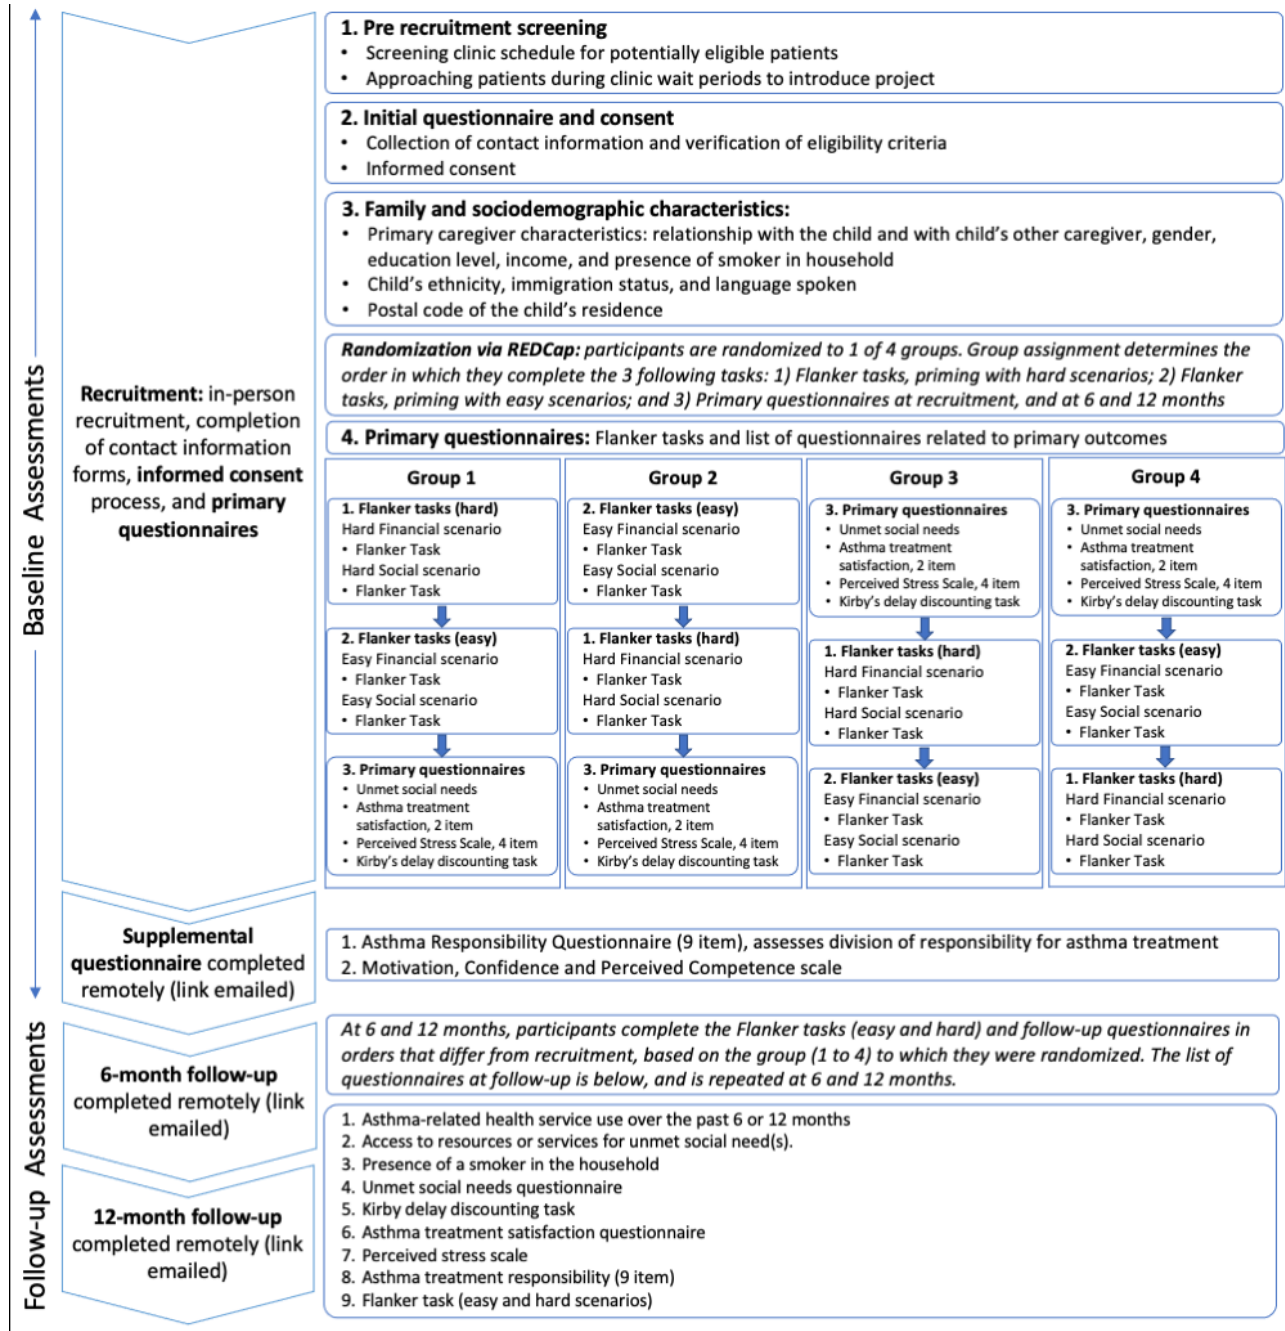 Baseline Assessments
Follow-up Assessments
Recruitment: in-person
recruitment, completion
of contact information
forms, informed consent
process, and primary
questionnaires
1. Pre recruitment screening
• Screening clinic schedule for potentially eligible patients
• Approaching patients during clinic wait periods to introduce project
2. Initial questionnaire and consent
• Collection of contact information and verification of eligibility criteria
• Informed consent
3. Family and sociodemographic characteristics:
• Primary caregiver characteristics: relationship with the child and with child's other caregiver, gender,
education level, income, and presence of smoker in household
• Child's ethnicity, immigration status, and language spoken
• Postal code of the child's residence
Randomization via REDCap: participants are randomized to 1 of 4 groups. Group assignment determines the
order in which they complete the 3 following tasks: 1) Flanker tasks, priming with hard scenarios; 2) Flanker
tasks, priming with easy scenarios; and 3) Primary questionnaires at recruitment, and at 6 and 12 months
4. Primary questionnaires: Flanker tasks and list of questionnaires related to primary outcomes
Group 1
1. Flanker tasks (hard)
Hard Financial scenario
• Flanker Task
Hard Social scenario
• Flanker Task
2. Flanker tasks (easy)
Easy Financial scenario
• Flanker Task
Easy Social scenario
• Flanker Task
3. Primary questionnaires
• Unmet social needs
• Asthma treatment
satisfaction, 2 item
• Perceived Stress Scale, 4 item
• Kirby's delay discounting task
Group 2
2. Flanker tasks (easy)
Easy Financial scenario
• Flanker Task
Easy Social scenario
• Flanker Task
1. Flanker tasks (hard)
Hard Financial scenario
• Flanker Task
Hard Social scenario
• Flanker Task
3. Primary questionnaires
• Unmet social needs
• Asthma treatment
satisfaction, 2 item
• Perceived Stress Scale, 4 item
• Kirby's delay discounting task
Group 3
3. Primary questionnaires
• Unmet social needs
• Asthma treatment
satisfaction, 2 item
• Perceived Stress Scale, 4 item
• Kirby's delay discounting task
1. Flanker tasks (hard)
Hard Financial scenario
• Flanker Task
Hard Social scenario
• Flanker Task
2. Flanker tasks (easy)
Easy Financial scenario
• Flanker Task
Easy Social scenario
• Flanker Task
Group 4
3. Primary questionnaires
• Unmet social needs
• Asthma treatment
satisfaction, 2 item
• Perceived Stress Scale, 4 item
• Kirby's delay discounting task
2. Flanker tasks (easy)
Easy Financial scenario
• Flanker Task
Easy Social scenario
• Flanker Task
1. Flanker tasks (hard)
Hard Financial scenario
• Flanker Task
Hard Social scenario
• Flanker Task
Supplemental
questionnaire completed
remotely (link emailed)
1. Asthma Responsibility Questionnaire (9 item), assesses division of responsibility for asthma treatment
2. Motivation, Confidence and Perceived Competence scale
6-month follow-up
completed remotely (link
emailed)
12-month follow-up
completed remotely (link
emailed)
At 6 and 12 months, participants complete the Flanker tasks (easy and hard) and follow-up questionnaires in
orders that differ from recruitment, based on the group (1 to 4) to which they were randomized. The list of
questionnaires at follow-up is below, and is repeated at 6 and 12 months.
1. Asthma-related health service use over the past 6 or 12 months
2. Access to resources or services for unmet social need(s).
3. Presence of a smoker in the household
4. Unmet social needs questionnaire
5. Kirby delay discounting task
6. Asthma treatment satisfaction questionnaire
7. Perceived stress scale
8. Asthma treatment responsibility (9 item)
9. Flanker task (easy and hard scenarios)